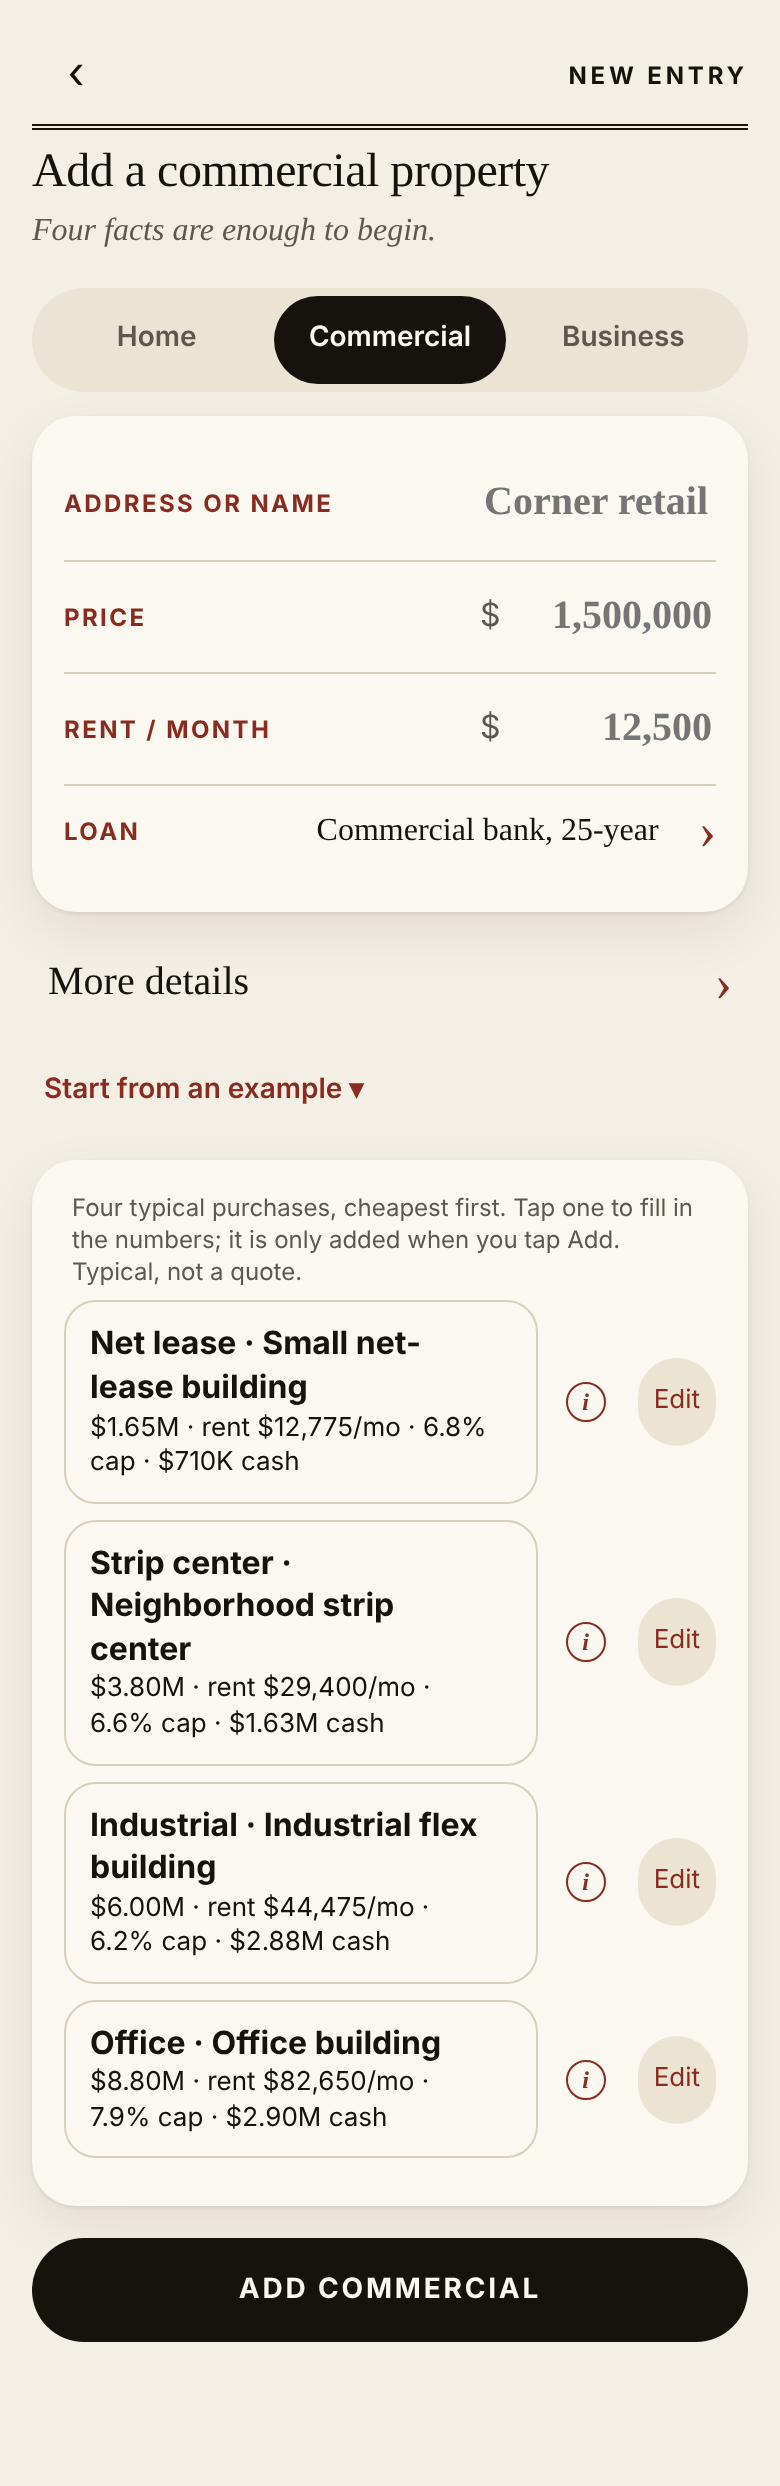 ‹ NEW ENTRY
Add a commercial property
Four facts are enough to begin.
Home Commercial Business
ADDRESS OR NAME Corner retail
PRICE $ 1,500,000
RENT / MONTH $ 12,500
LOAN Commercial bank, 25-year ›
More details ›
Start from an example ▾
Four typical purchases, cheapest first. Tap one to fill in
the numbers; it is only added when you tap Add.
Typical, not a quote.
Net lease · Small net-
lease building
$1.65M · rent $12,775/mo · 6.8%
cap · $710K cash
i Edit
Strip center ·
Neighborhood strip
center
$3.80M · rent $29,400/mo ·
6.6% cap · $1.63M cash
i Edit
Industrial · Industrial flex
building
$6.00M · rent $44,475/mo ·
6.2% cap · $2.88M cash
i Edit
Office · Office building
$8.80M · rent $82,650/mo ·
7.9% cap · $2.90M cash
i Edit
ADD COMMERCIAL